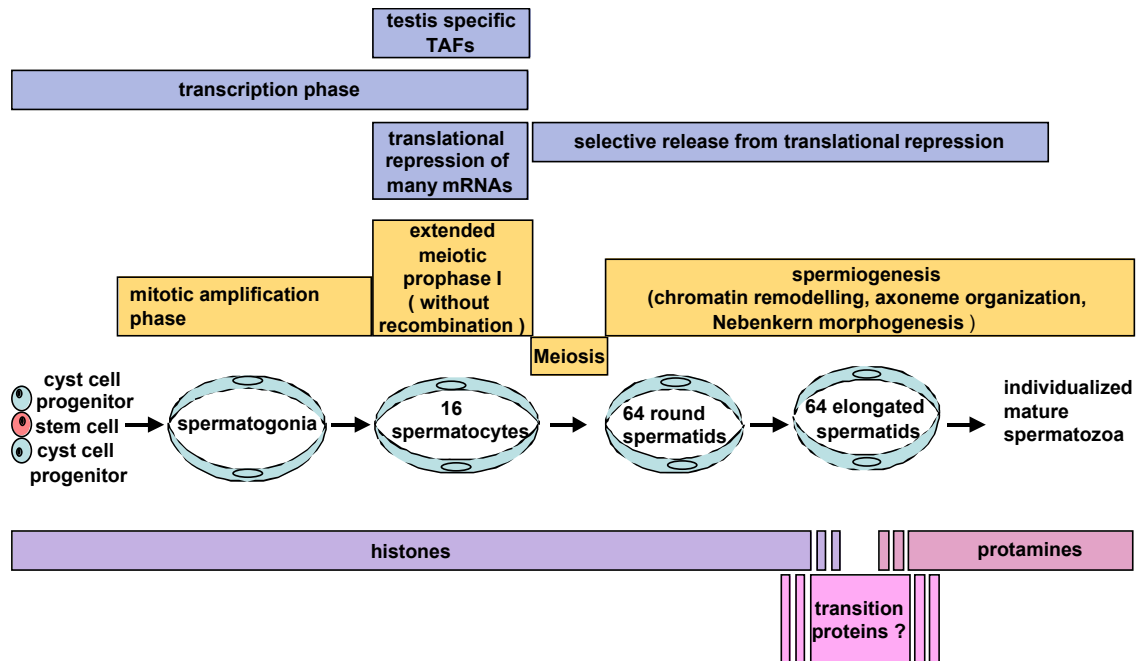 testis specific
TAFs
transcription phase
translational
repression of
many mRNAs
selective release from translational repression
extended
meiotic
prophase I
( without
recombination )
mitotic amplification
phase
spermiogenesis
(chromatin remodelling, axoneme organization,
Nebenkern morphogenesis )
Meiosis
cyst cell
progenitor
stem cell
cyst cell
progenitor
spermatogonia
16
spermatocytes
64 round
spermatids
64 elongated
spermatids
individualized
mature
spermatozoa
histones
protamines
transition
proteins ?